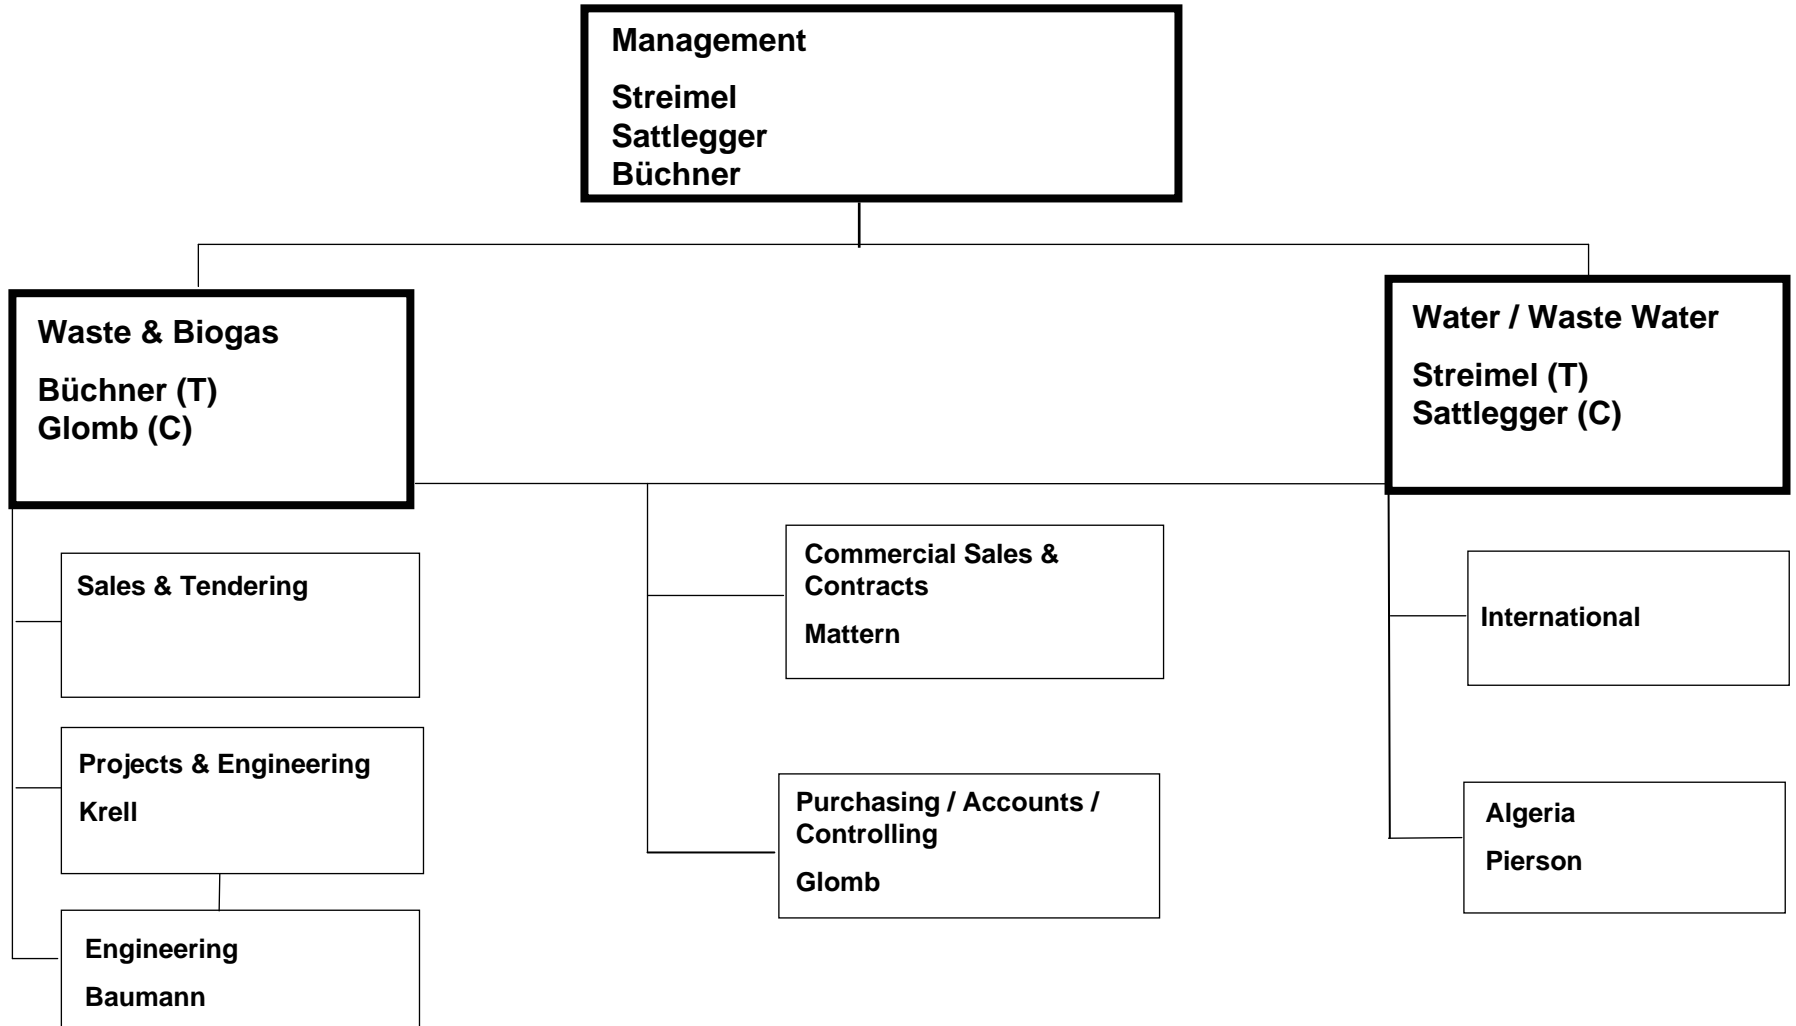 Management
Streimel
Sattlegger
Büchner
Waste & Biogas
Büchner (T)
Glomb (C)
Water / Waste Water
Streimel (T)
Sattlegger (C)
Sales & Tendering
Projects & Engineering
Krell
Engineering
Baumann
Commercial Sales &
Contracts
Mattern
Purchasing / Accounts /
Controlling
Glomb
International
Algeria
Pierson